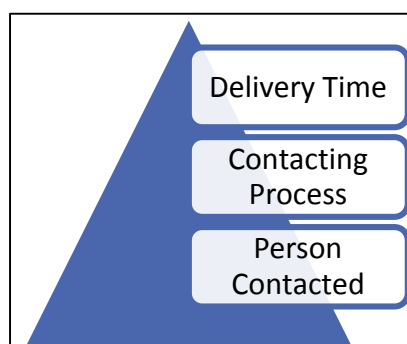 Delivery Time
Contacting
Process
Person
Contacted